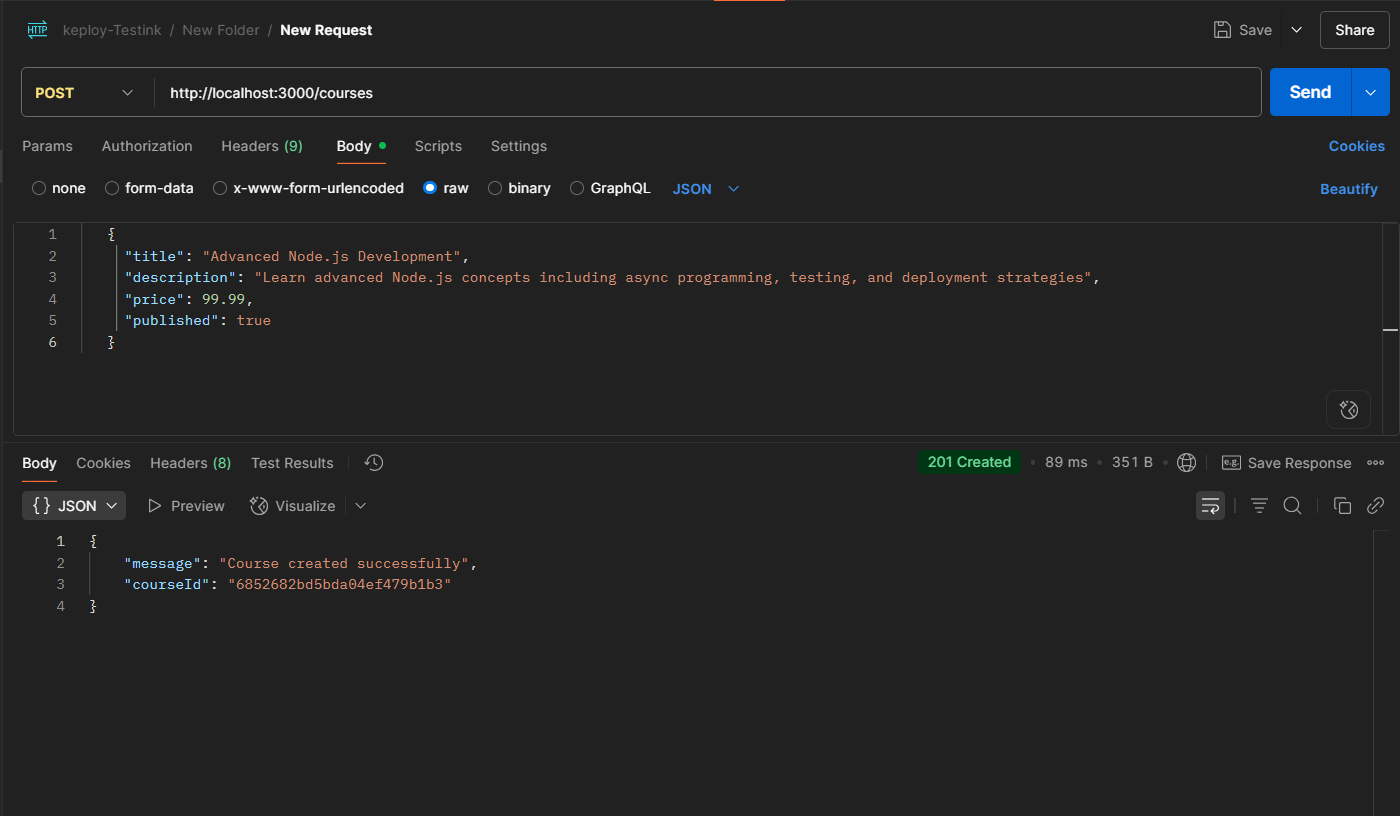 HTTP keploy-Testink / New Folder / New Request Save Share
POST http://localhost:3000/courses Send
Params Authorization Headers (9) Body Scripts Settings Cookies
none form-data x-www-form-urlencoded raw binary GraphQL JSON Beautify
1 {
2 "title": "Advanced Node.js Development",
3 "description": "Learn advanced Node.js concepts including async programming, testing, and deployment strategies",
4 "price": 99.99,
5 "published": true
6 }
Body Cookies Headers (8) Test Results 201 Created • 89 ms • 351 B • e.g. Save Response
{} JSON Preview Visualize
1 {
2 "message": "Course created successfully",
3 "courseId": "6852682bd5bda04ef479b1b3"
4 }